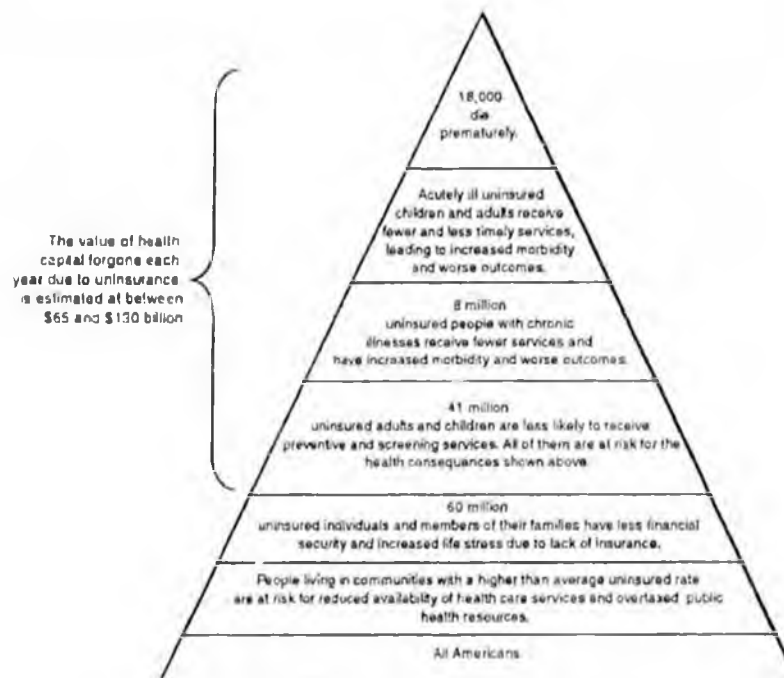 18,000
die
prematurely.
Acutely ill uninsured
children and adults receive
fewer and less timely services,
leading to increased morbidity
and worse outcomes.
The value of health
capital forgone each
year due to uninsurance
is estimated at between
$65 and $130 billion
8 million
uninsured people with chronic
illnesses receive fewer services and
have increased morbidity and worse outcomes.
41 million
uninsured adults and children are less likely to receive
preventive and screening services. All of them are at risk for the
health consequences shown above.
60 million
uninsured individuals and members of their families have less financial
security and increased life stress due to lack of insurance.
People living in communities with a higher than average uninsured rate
are at risk for reduced availability of health care services and overtaxed public
health resources.
All Americans